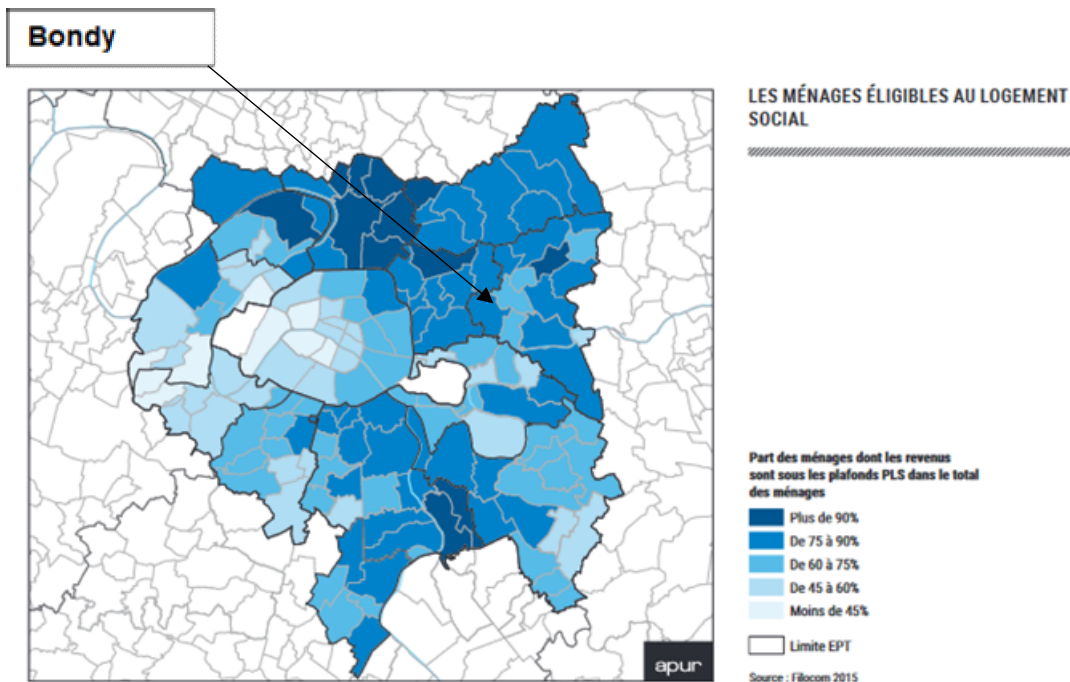 Bondy
LES MÉNAGES ÉLIGIBLES AU LOGEMENT
SOCIAL
Part des ménages dont les revenus
sont sous les plafonds PLS dans le total
des ménages
Plus de 90%
De 75 à 90%
De 60 à 75%
De 45 à 60%
Moins de 45%
Limite EPT
apur
Source : Filocom 2015